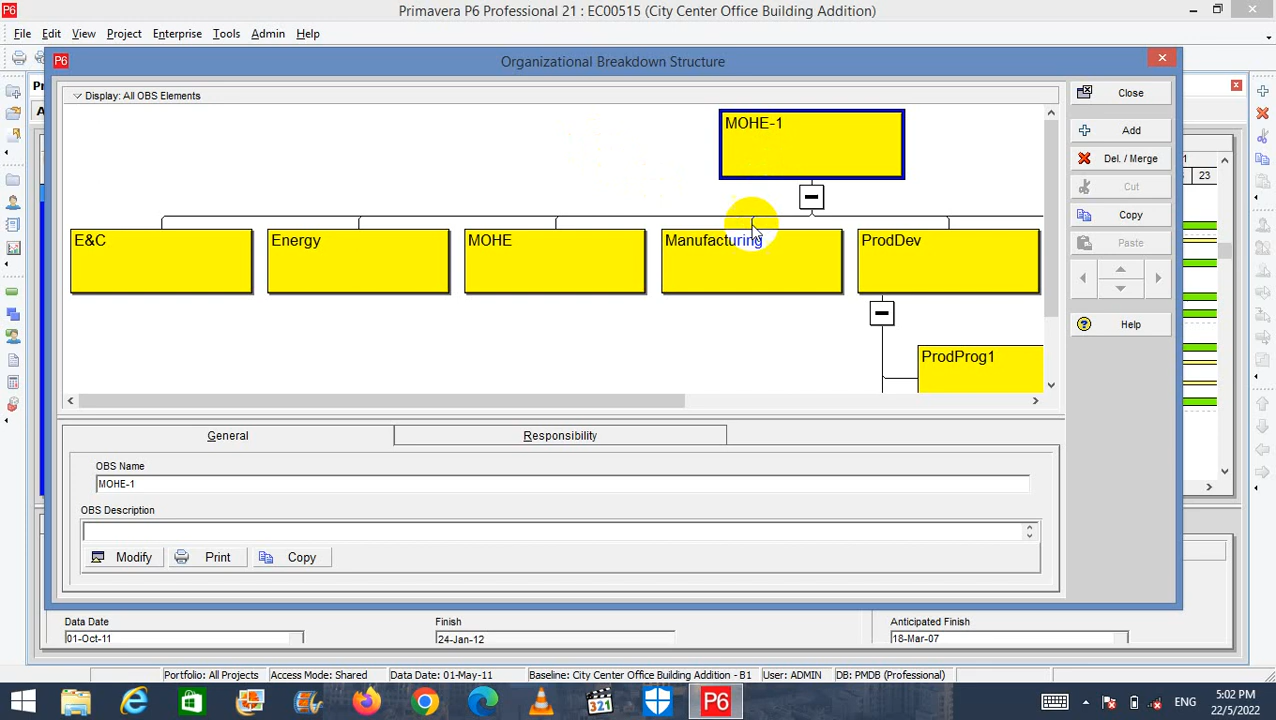 P6 Primavera P6 Professional 21 : EC00515 (City Center Office Building Addition)
File Edit View Project Enterprise Tools Admin Help
P6 Organizational Breakdown Structure
Display: All OBS Elements
Close
MOHE-1
Add
Del. / Merge
1
23
Cut
Copy
E&C Energy MOHE Manufacturing ProdDev
Paste
Help
ProdProg1
General Responsibility
OBS Name
MOHE-1
OBS Description
Modify Print Copy
Data Date Finish Anticipated Finish
01-Oct-11 24-Jan-12 18-Mar-07
Portfolio: All Projects Access Mode: Shared Data Date: 01-May-11 Baseline: City Center Office Building Addition - B1 User: ADMIN DB: PMDB (Professional)
321 P6 ENG 5:02 PM
22/5/2022